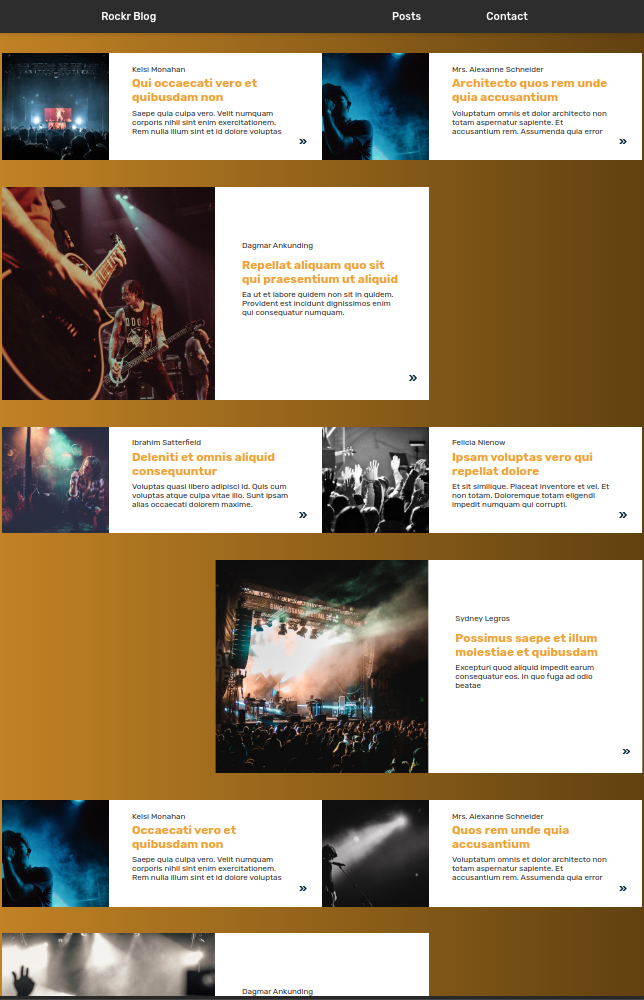 Rockr Blog
Posts
Contact
Kelsi Monahan
Qui occaecati vero et
quibusdam non
Saepe quia culpa vero. Velit numquam
corporis nihil sint enim exercitationem.
Rem nulla illum sint et id dolore voluptas
»
Mrs. Alexanne Schneider
Architecto quos rem unde
quia accusantium
Voluptatum omnis et dolor architecto non
totam aspernatur sapiente. Et
accusantium rem. Assumenda quia error
»
Dagmar Ankunding
Repellat aliquam quo sit
qui praesentium ut aliquid
Ea ut et labore quidem non sit in quidem.
Provident est incidunt dignissimos enim
qui consequatur numquam.
»
Ibrahim Satterfield
Deleniti et omnis aliquid
consequuntur
Voluptas quasi libero adipisci id. Quis cum
voluptas atque culpa vitae illo. Sunt ipsam
alias occaecati dolorem maxime.
»
Felicia Nienow
Ipsam voluptas vero qui
repellat dolore
Et sit similique. Placeat inventore et vel. Et
non totam. Doloremque totam eligendi
impedit numquam qui corrupti.
»
Sydney Legros
Possimus saepe et illum
molestiae et quibusdam
Excepturi quod aliquid impedit earum
consequatur eos. In quo fuga ad odio
beatae
»
Kelsi Monahan
Occaecati vero et
quibusdam non
Saepe quia culpa vero. Velit numquam
corporis nihil sint enim exercitationem.
Rem nulla illum sint et id dolore voluptas
»
Mrs. Alexanne Schneider
Quos rem unde quia
accusantium
Voluptatum omnis et dolor architecto non
totam aspernatur sapiente. Et
accusantium rem. Assumenda quia error
»
Dagmar Ankunding